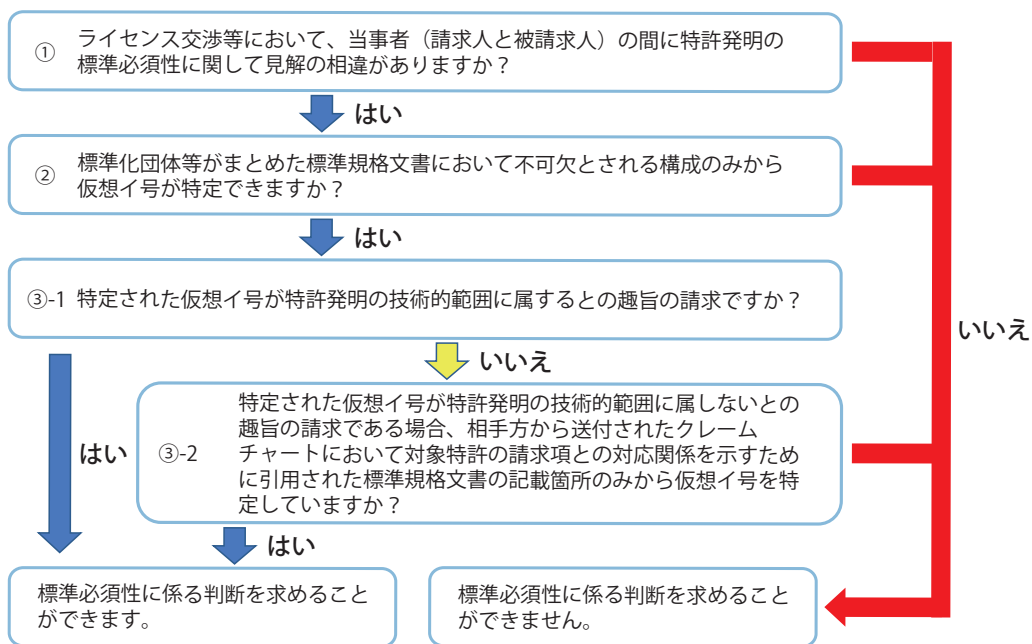 ① ライセンス交渉等において、当事者（請求人と被請求人）の間に特許発明の
標準必須性に関して見解の相違がありますか？
はい
② 標準化団体等がまとめた標準規格文書において不可欠とされる構成のみから
仮想イ号が特定できますか？
はい
③-1 特定された仮想イ号が特許発明の技術的範囲に属するとの趣旨の請求ですか？
いいえ
いいえ
はい
③-2 特定された仮想イ号が特許発明の技術的範囲に属しないとの
趣旨の請求である場合、相手方から送付されたクレーム
チャートにおいて対象特許の請求項との対応関係を示すため
に引用された標準規格文書の記載箇所のみから仮想イ号を特
定していますか？
はい
標準必須性に係る判断を求めること
ができます。
標準必須性に係る判断を求めること
ができません。